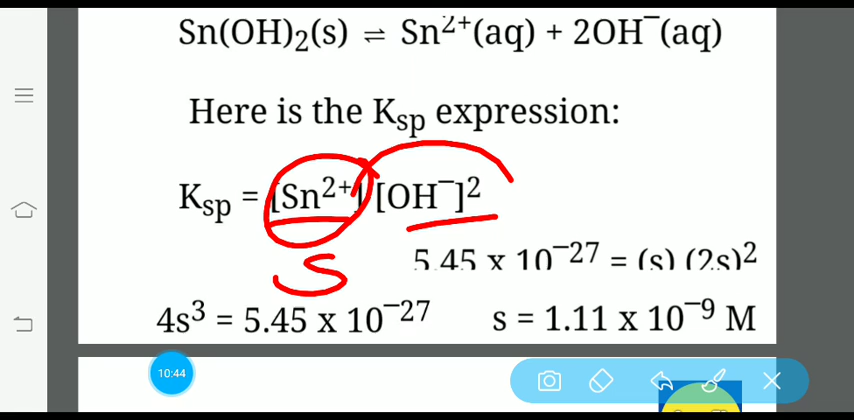 Sn(OH)₂(s) ⇌ Sn²⁺(aq) + 2OH⁻(aq)
Here is the Kₛₚ expression:
Kₛₚ = [Sn²⁺] [OH⁻]²
S
5.45 x 10⁻²⁷ = (s) (2s)²
4s³ = 5.45 x 10⁻²⁷ s = 1.11 x 10⁻⁹ M
10:44